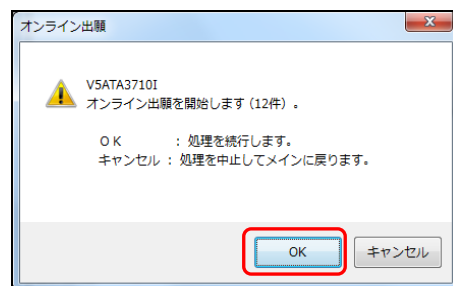 オンライン出願
V5ATA3710I
オンライン出願を開始します（12件）．
ＯＫ　　　：処理を続行します。
キャンセル：処理を中止してメインに戻ります。
OK
キャンセル